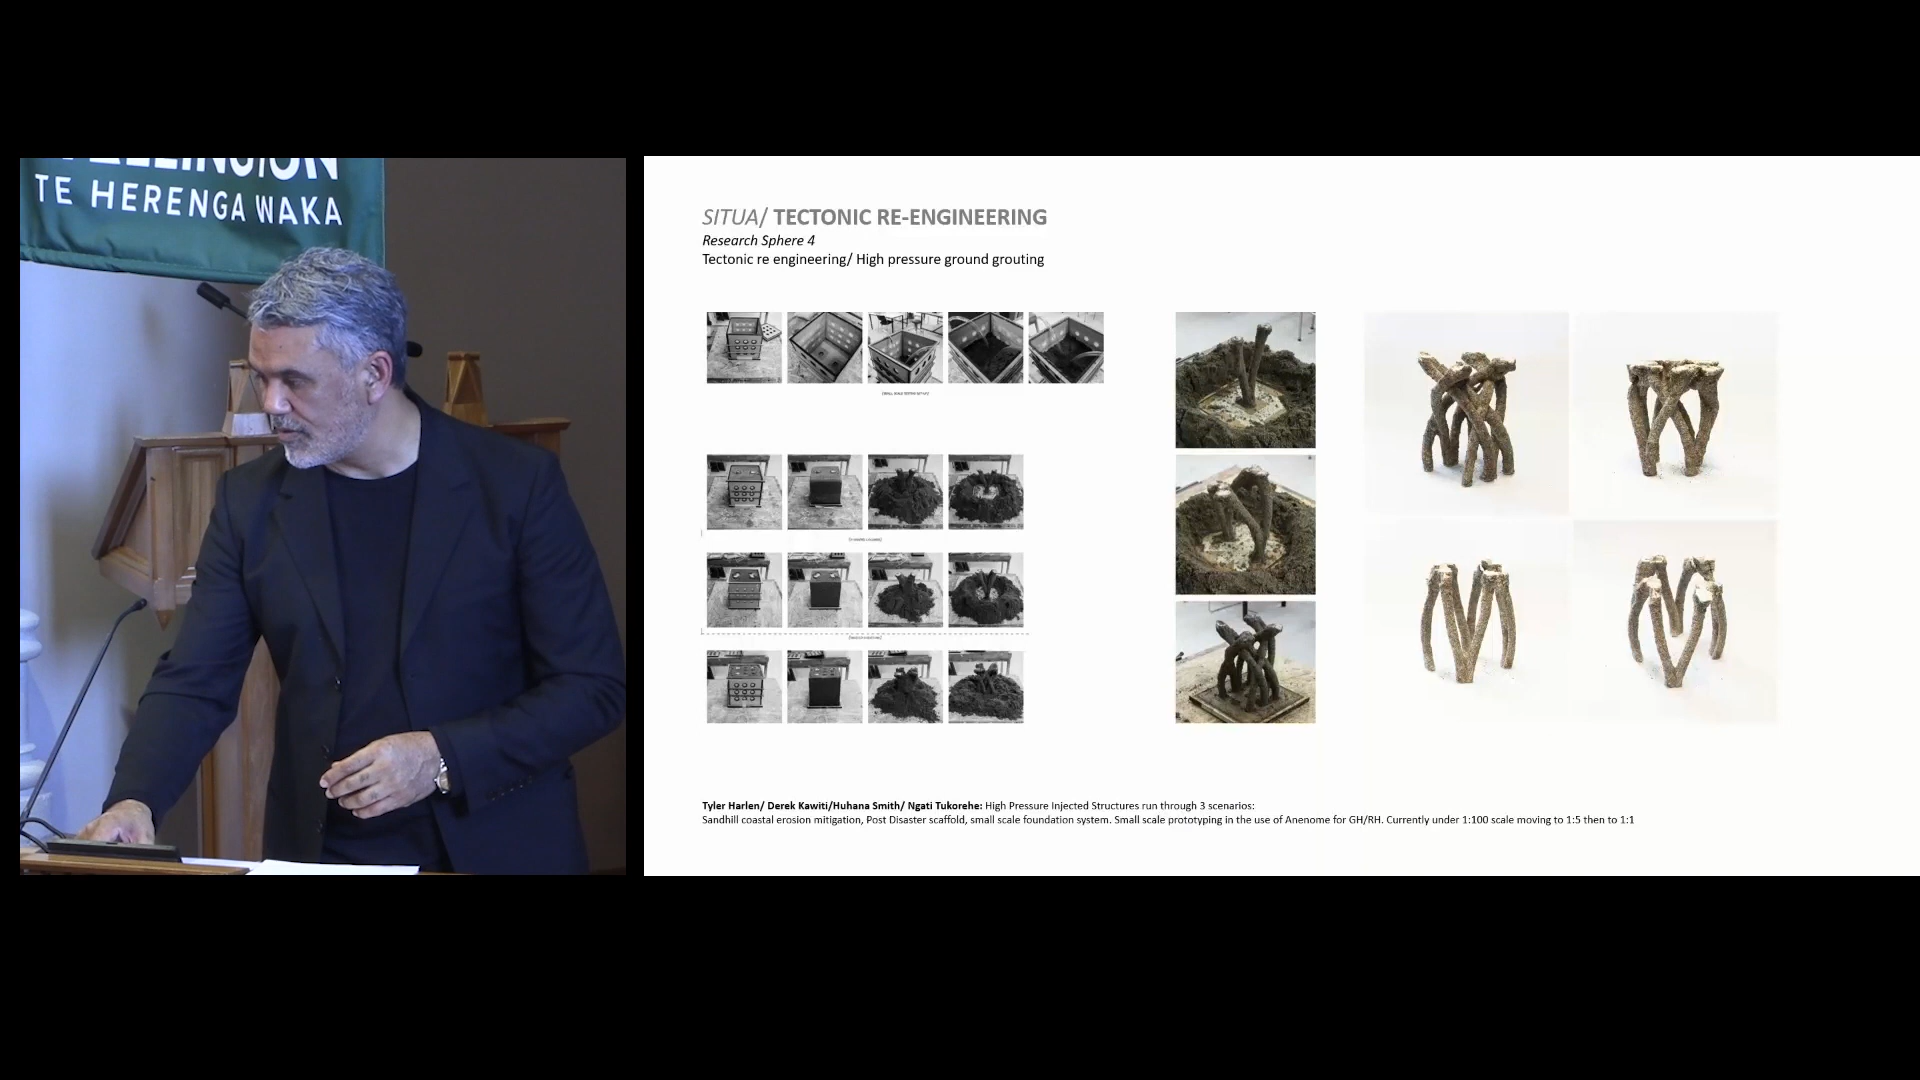 TE HERENGA WAKA
SITUA/ TECTONIC RE-ENGINEERING
Research Sphere 4
Tectonic re engineering/ High pressure ground grouting
Tyler Harlen/ Derek Kawiti/Huhana Smith/ Ngati Tukorehe: High Pressure Injected Structures run through 3 scenarios:
Sandhill coastal erosion mitigation, Post Disaster scaffold, small scale foundation system. Small scale prototyping in the use of Anenome for GH/RH. Currently under 1:100 scale moving to 1:5 then to 1:1